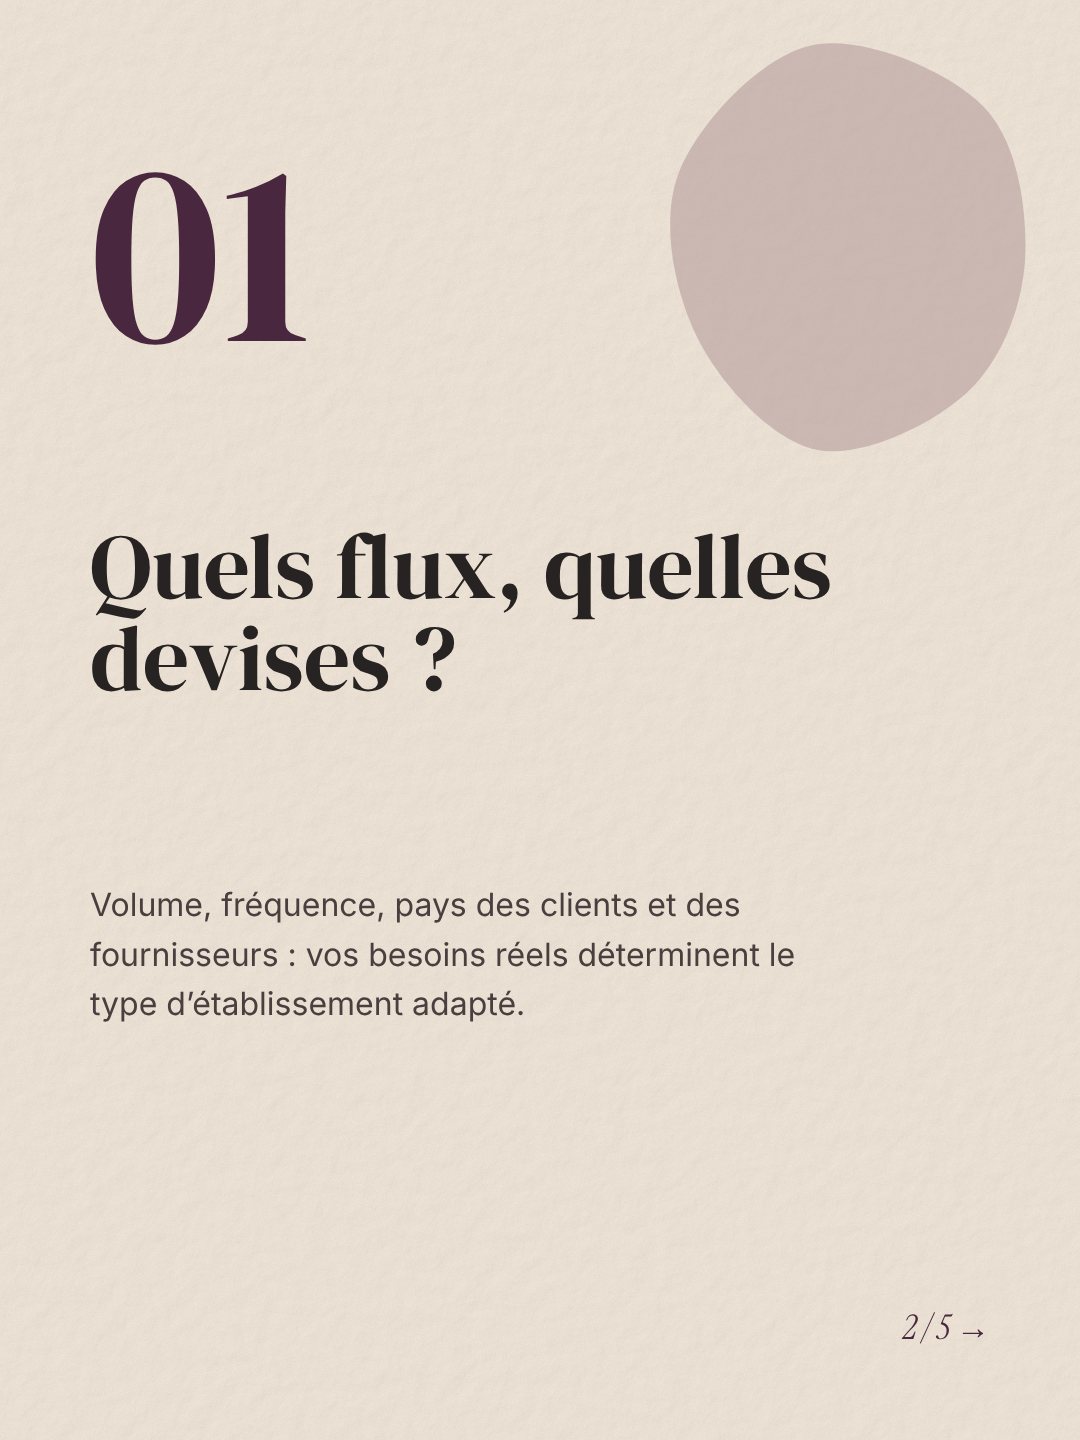 01
Quels flux, quelles
devises ?
Volume, fréquence, pays des clients et des
fournisseurs : vos besoins réels déterminent le
type d’établissement adapté.
2/5 →